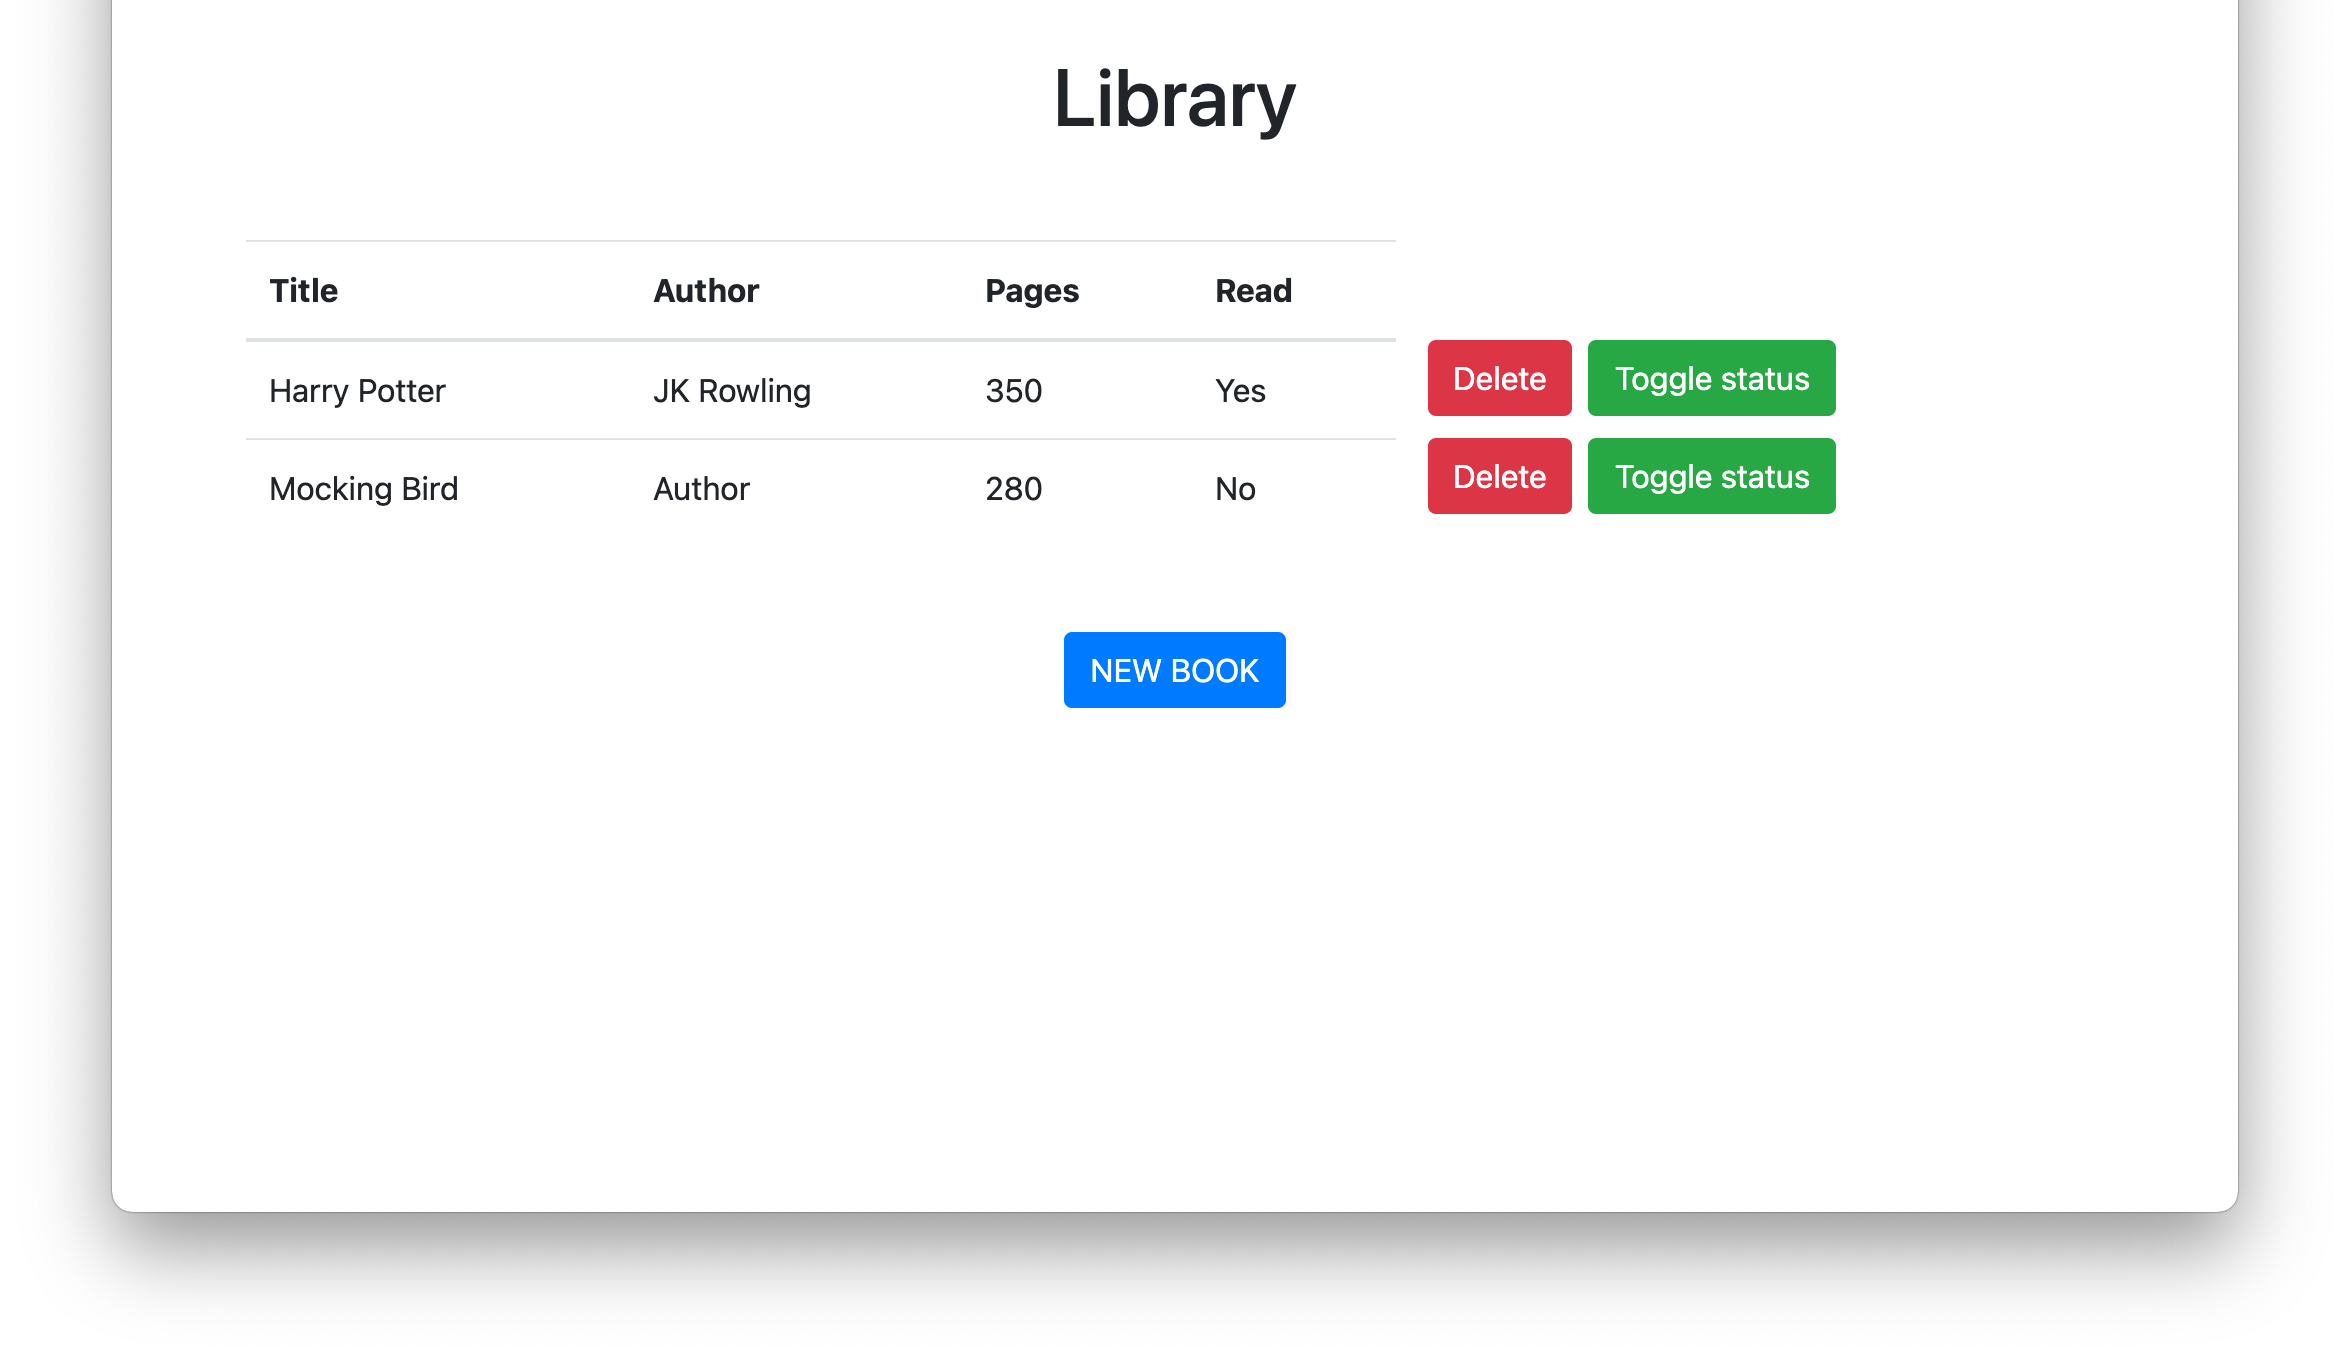 Library
Title Author Pages Read
Harry Potter JK Rowling 350 Yes Delete Toggle status
Mocking Bird Author 280 No Delete Toggle status
NEW BOOK